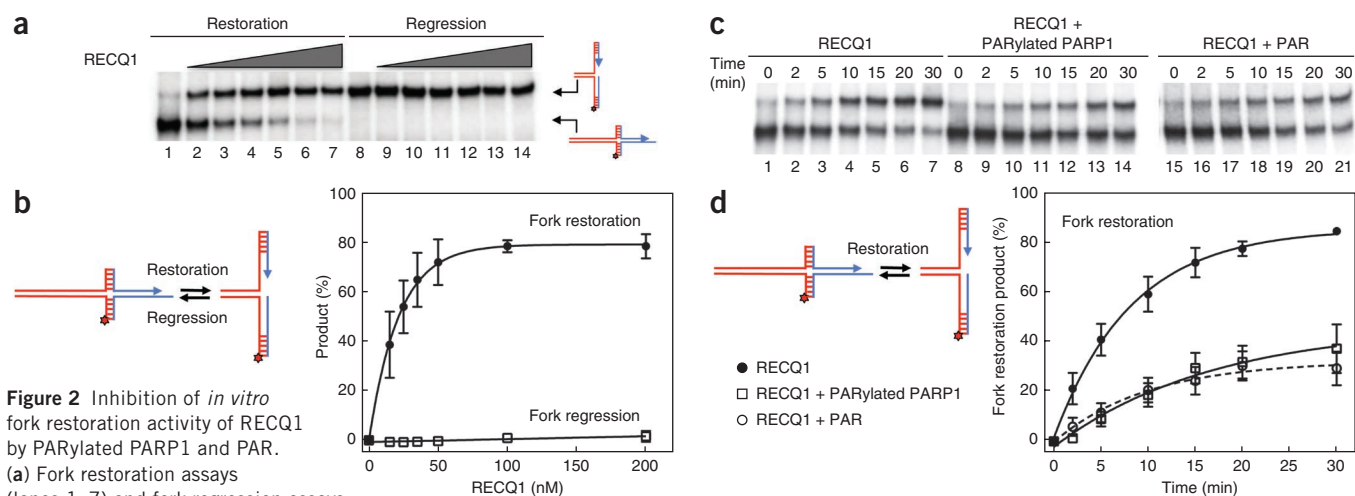 a
Restoration
Regression
RECQ1
1 2 3 4 5 6 7 8 9 10 11 12 13 14
b
Restoration
Regression
Product (%)
100
80
60
40
20
0
Fork restoration
Fork regression
0 50 100 150 200
RECQ1 (nM)
Figure 2 Inhibition of in vitro
fork restoration activity of RECQ1
by PARylated PARP1 and PAR.
(a) Fork restoration assays
c
RECQ1
RECQ1 +
PARylated PARP1
RECQ1 + PAR
Time
(min)
0 2 5 10 15 20 30 0 2 5 10 15 20 30 0 2 5 10 15 20 30
1 2 3 4 5 6 7 8 9 10 11 12 13 14 15 16 17 18 19 20 21
d
Restoration
RECQ1
RECQ1 + PARylated PARP1
RECQ1 + PAR
Fork restoration product (%)
100
80
60
40
20
0
Fork restoration
0 5 10 15 20 25 30
Time (min)